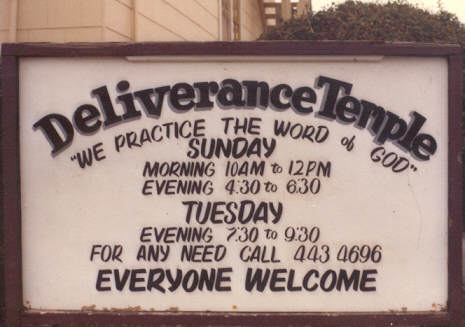 Deliverance Temple
"WE PRACTICE THE WORD of GOD"
SUNDAY
MORNING 10AM to 12PM
EVENING 4:30 to 6:30
TUESDAY
EVENING 7:30 to 9:30
FOR ANY NEED CALL 443 4696
EVERYONE WELCOME